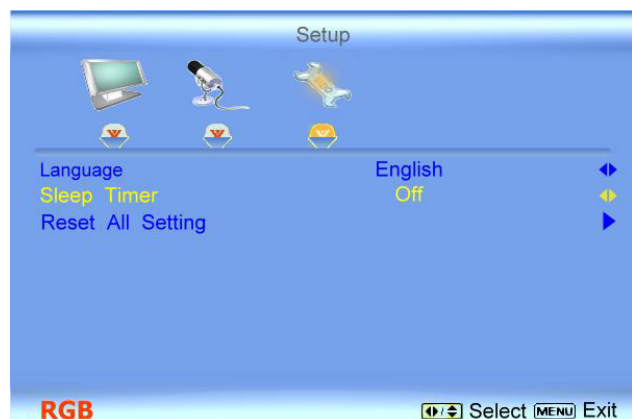 Setup
Language English
Sleep Timer Off
Reset All Setting
RGB Select MENU Exit